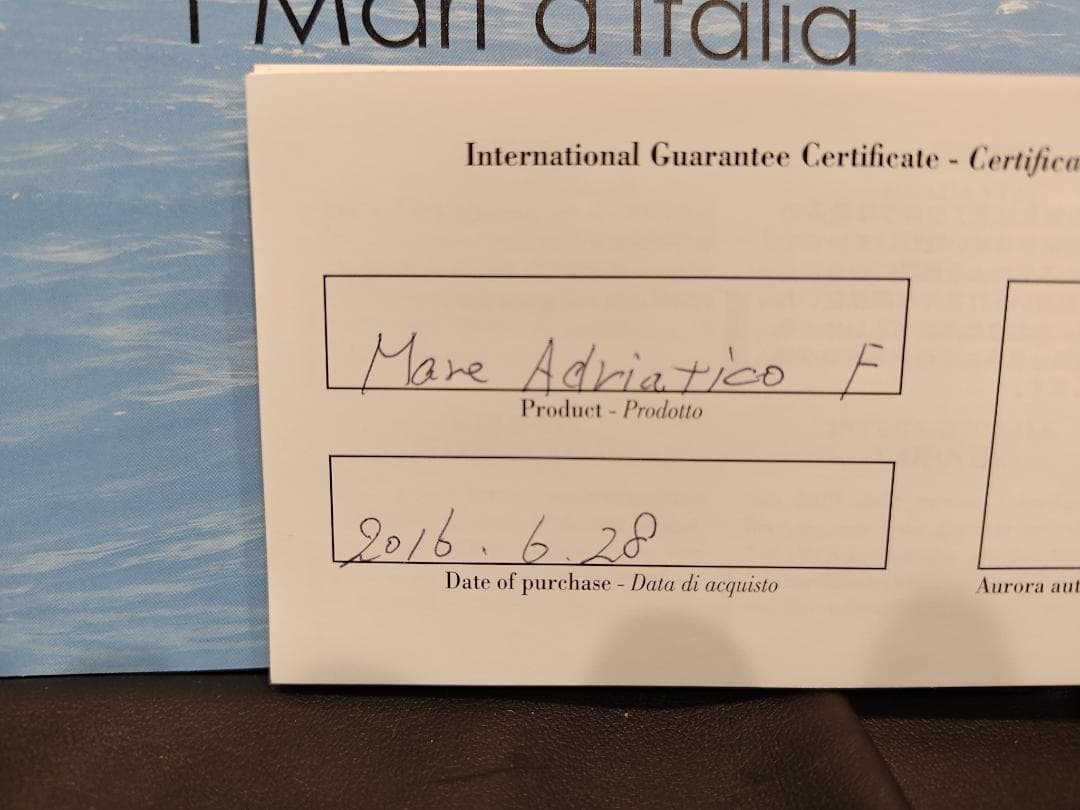 I Mari d'Italia
International Guarantee Certificate - Certifica
Mare Adriatico F
Product - Prodotto
2016. 6. 28
Date of purchase - Data di acquisto
Aurora aut